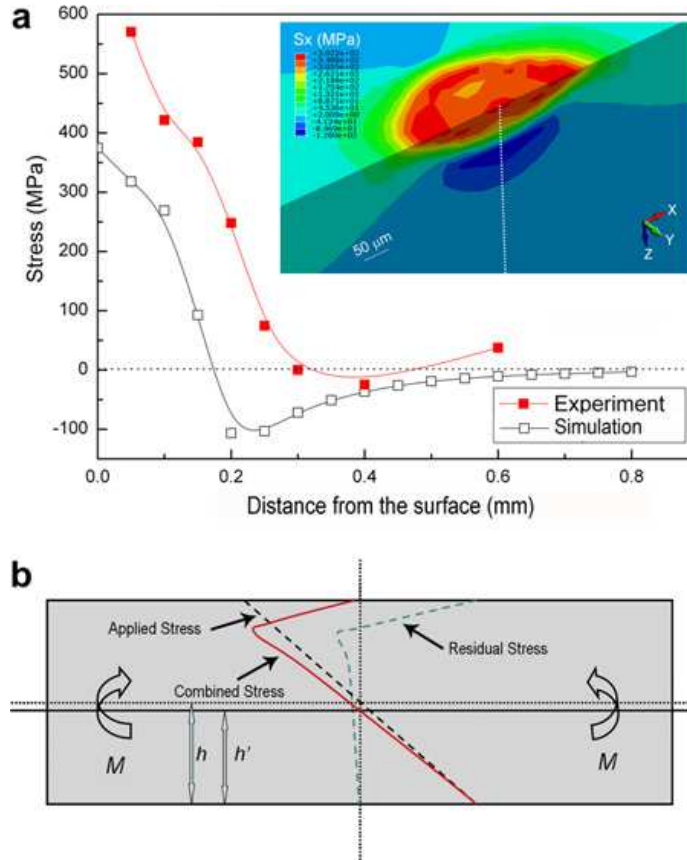 a
600
500
400
300
200
100
0
-100
Stress (MPa)
0.0
0.2
0.4
0.6
0.8
Distance from the surface (mm)
Sx (MPa)
50 μm
X
Y
Z
Experiment
Simulation
b
Applied Stress
Residual Stress
Combined Stress
h
h'
M
M